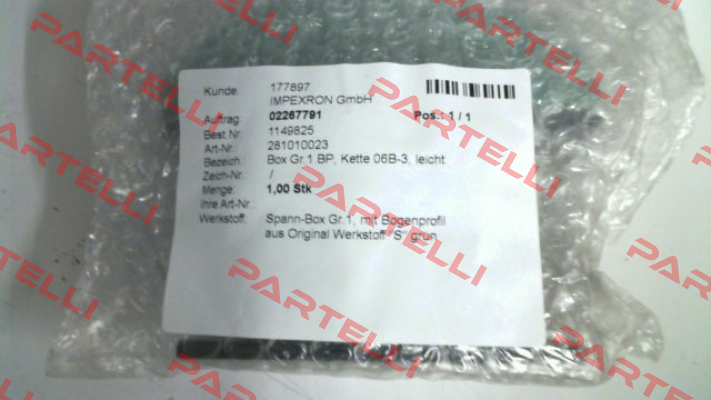 Kunde: 177897
IMPEXRON GmbH
Auftrag: 02267791 Pos.: 1 / 1
Best.Nr: 1149825
Art-Nr.: 281010023
Bezeich.: Box Gr.1 BP, Kette 06B-3, leicht
Zeich-Nr.: /
Menge: 1,00 Stk
Ihre Art-Nr.:
Werkstoff: Spann-Box Gr.1, mit Bogenprofil
aus Original Werkstoff "S" grün
PARTELLI
PARTELLI
PARTELLI
PARTELLI
PARTELLI
PARTELLI
PARTELLI
PARTELLI